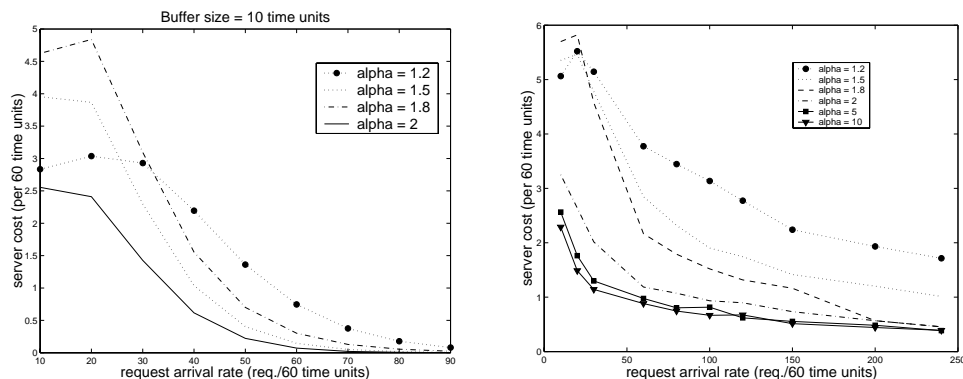 Buffer size = 10 time units
5
4.5
4
3.5
3
2.5
2
1.5
1
0.5
0
10 20 30 40 50 60 70 80 90
server cost (per 60 time units)
request arrival rate (req./60 time units)
alpha = 1.2
alpha = 1.5
alpha = 1.8
alpha = 2
6
5
4
3
2
1
0
0 50 100 150 200 250
server cost (per 60 time units)
request arrival rate (req./60 time units)
alpha = 1.2
alpha = 1.5
alpha = 1.8
alpha = 2
alpha = 5
alpha = 10